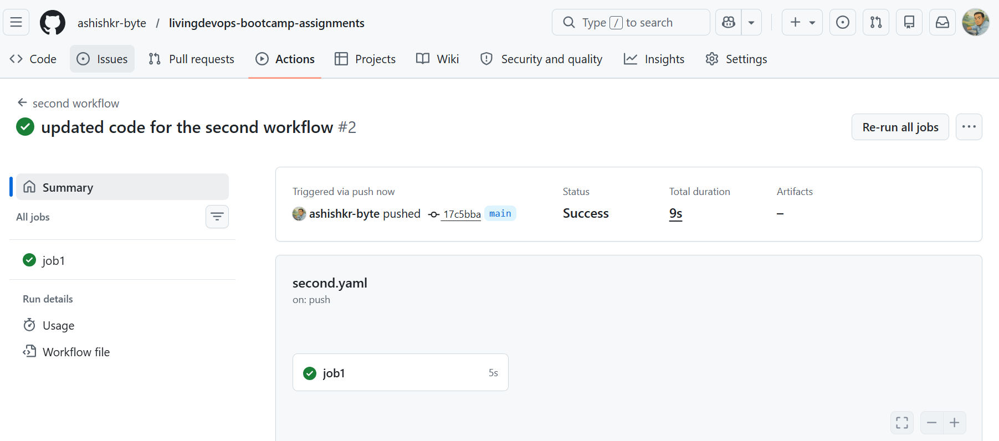 ashishkr-byte / livingdevops-bootcamp-assignments
Type / to search
Code
Issues
Pull requests
Actions
Projects
Wiki
Security and quality
Insights
Settings
second workflow
updated code for the second workflow #2
Re-run all jobs
Summary
All jobs
job1
Run details
Usage
Workflow file
Triggered via push now
ashishkr-byte pushed 17c5bba main
Status
Success
Total duration
9s
Artifacts
–
second.yaml
on: push
job1
5s